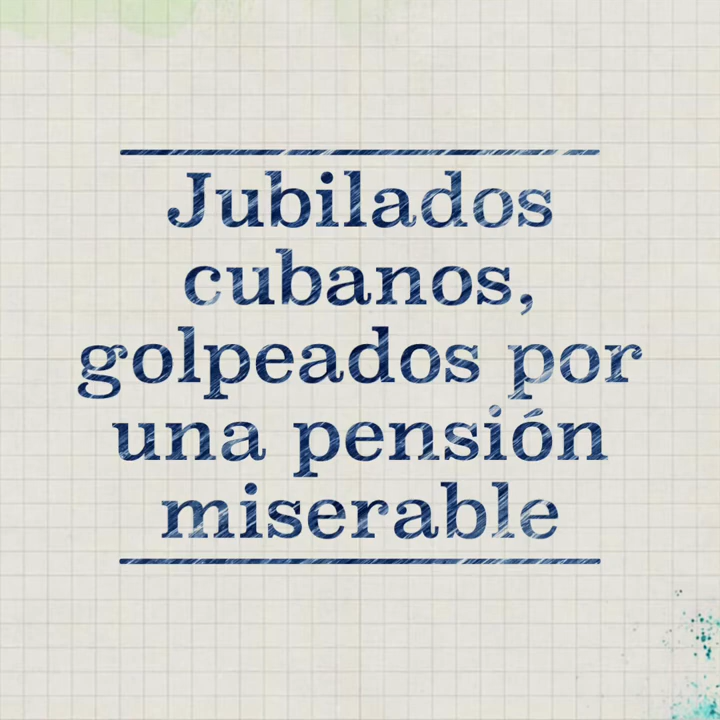 Jubilados
cubanos,
golpeados por
una pensión
miserable